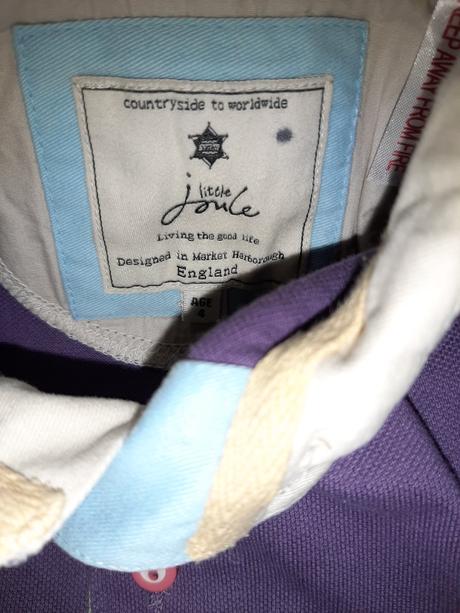 countryside to worldwide
little
joule
Living the good life
Designed in Market Harborough
England
AGE
4
KEEP AWAY FROM FIRE